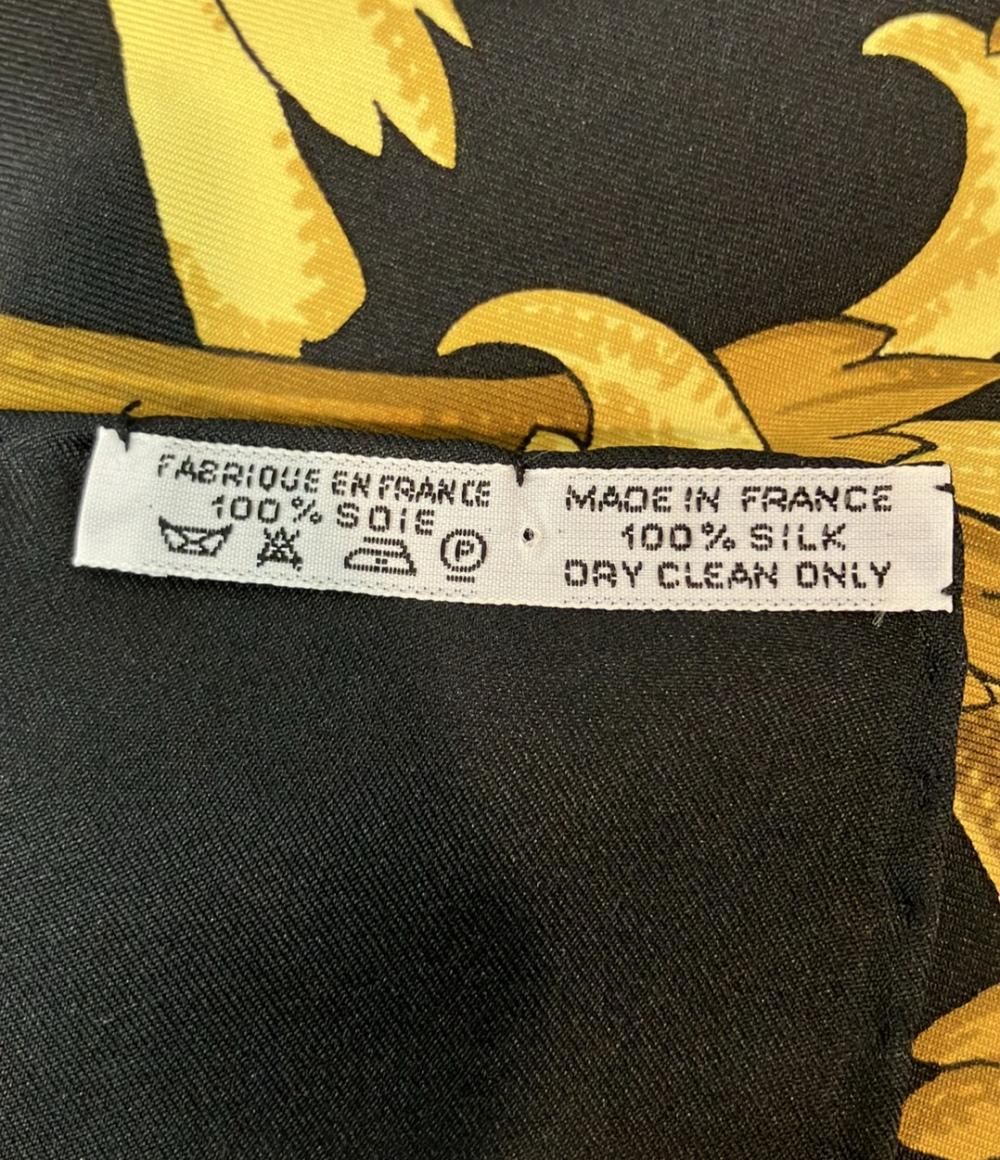 FABRIQUE EN FRANCE
100% SOIE
P
MADE IN FRANCE
100% SILK
DRY CLEAN ONLY